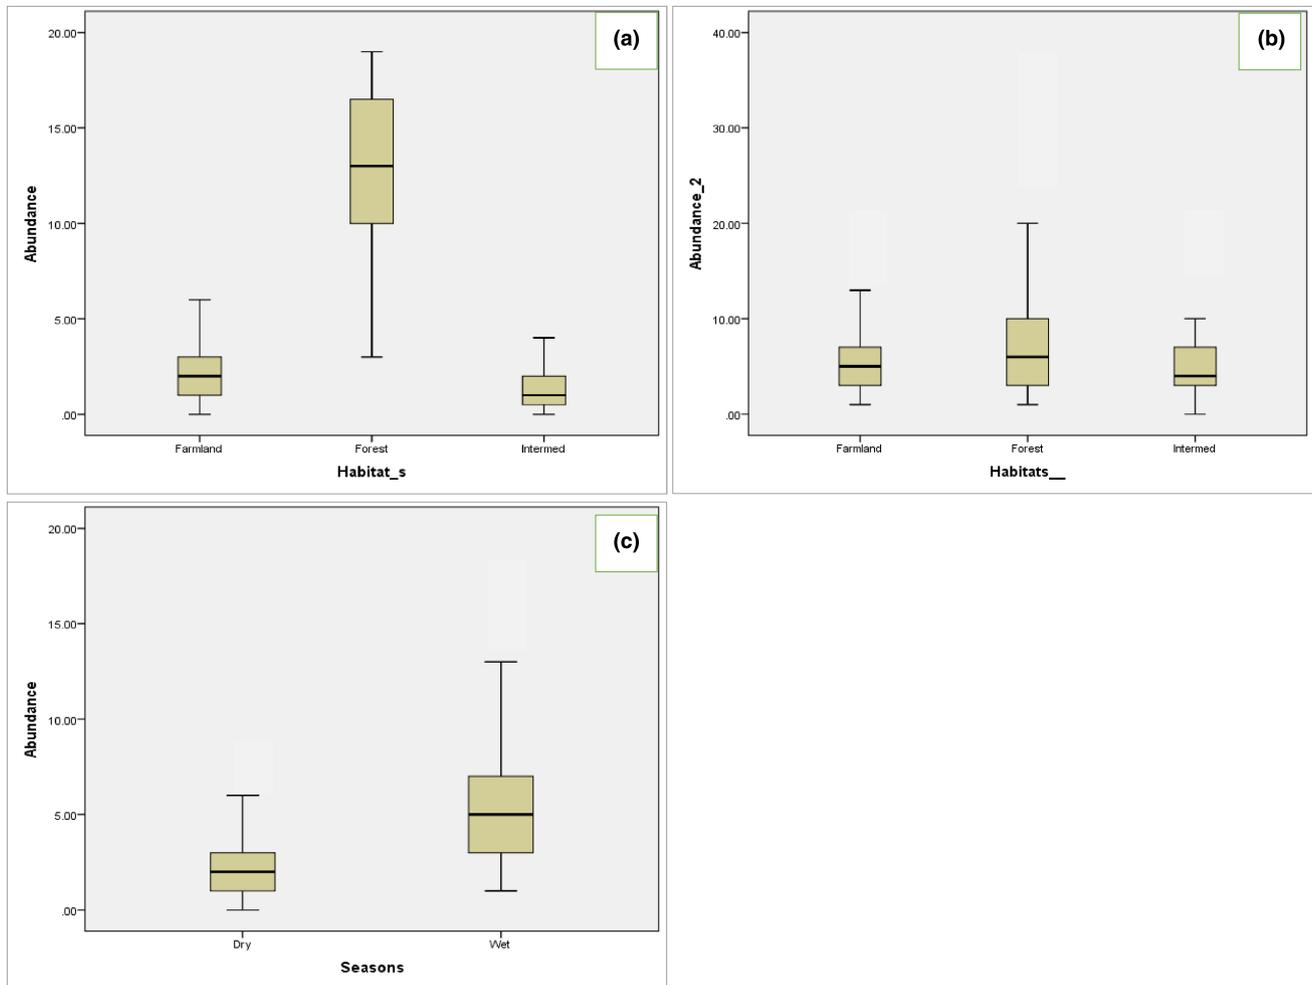 (a)
20.00
15.00
10.00
5.00
.00
Abundance
Farmland Forest Intermed
Habitat_s
(b)
40.00
30.00
20.00
10.00
.00
Abundance_2
Farmland Forest Intermed
Habitats__
(c)
20.00
15.00
10.00
5.00
.00
Abundance
Dry Wet
Seasons